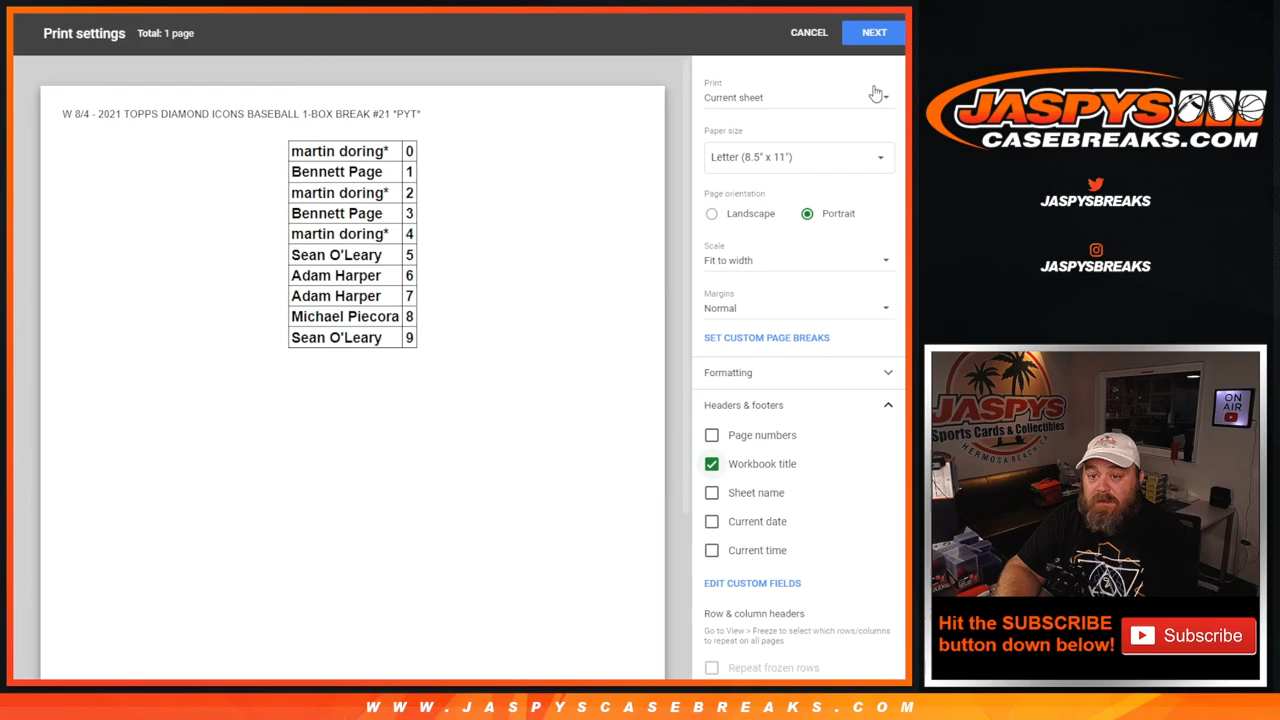 Print settings Total: 1 page CANCEL NEXT
W 8/4 - 2021 TOPPS DIAMOND ICONS BASEBALL 1-BOX BREAK #21 *PYT*
martin doring* 0
Bennett Page 1
martin doring* 2
Bennett Page 3
martin doring* 4
Sean O'Leary 5
Adam Harper 6
Adam Harper 7
Michael Piecora 8
Sean O'Leary 9
Print
Current sheet
Paper size
Letter (8.5" x 11")
Page orientation
Landscape Portrait
Scale
Fit to width
Margins
Normal
SET CUSTOM PAGE BREAKS
Formatting
Headers & footers
Page numbers
Workbook title
Sheet name
Current date
Current time
EDIT CUSTOM FIELDS
Row & column headers
Go to View > Freeze to select which rows/columns
to repeat on all pages
Repeat frozen rows
JASPYS
CASEBREAKS.COM
JASPYSBREAKS
JASPYSBREAKS
JASPYS
Sports Cards & Collectibles
HERMOSA BEACH CA
ON
AIR
Hit the SUBSCRIBE
button down below!
Subscribe
WWW.JASPYSCASEBREAKS.COM